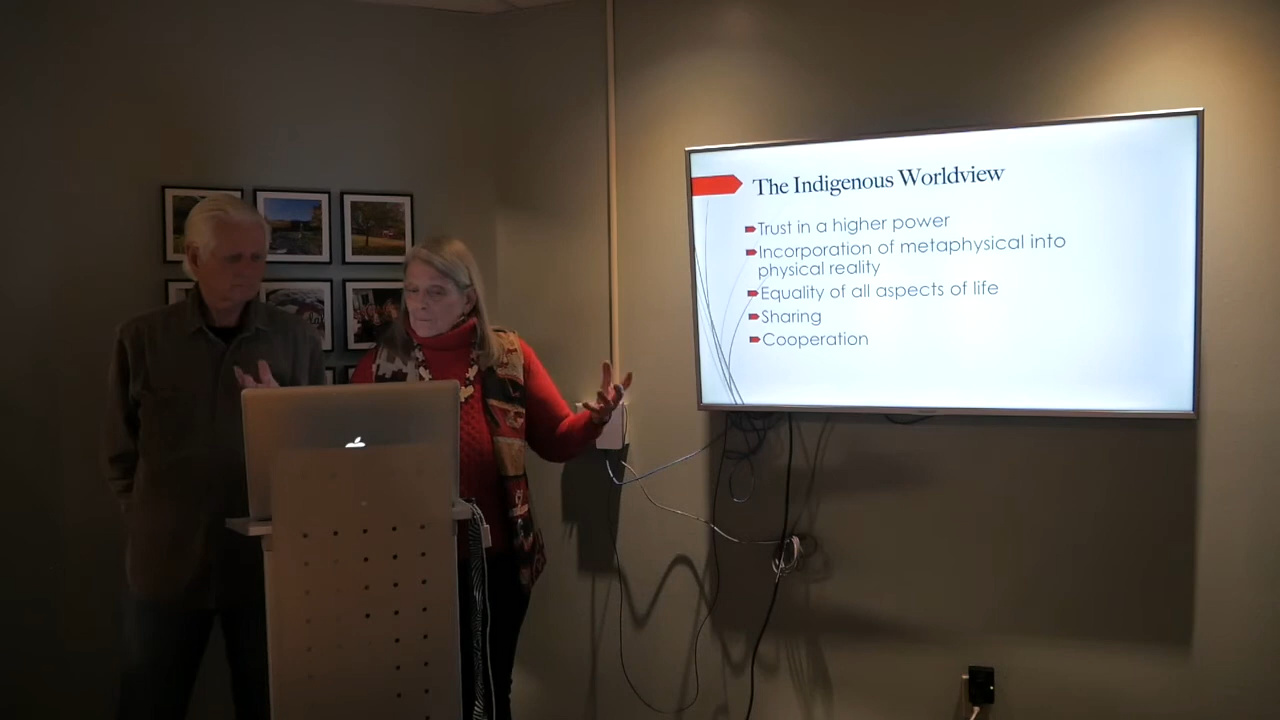 The Indigenous Worldview
Trust in a higher power
Incorporation of metaphysical into
physical reality
Equality of all aspects of life
Sharing
Cooperation